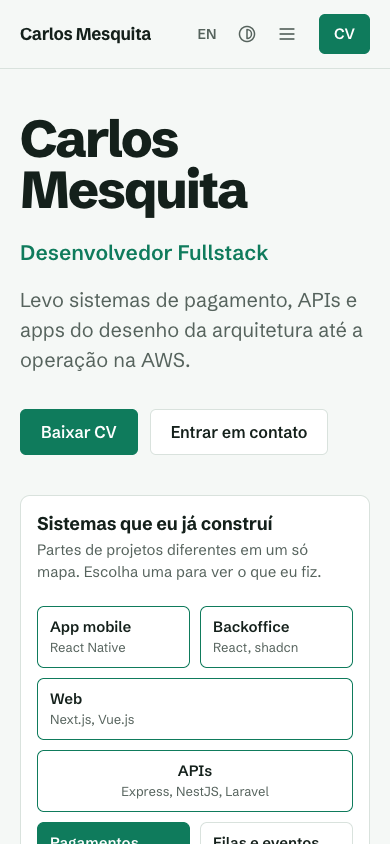 Carlos Mesquita
EN
CV
Carlos
Mesquita
Desenvolvedor Fullstack
Levo sistemas de pagamento, APIs e
apps do desenho da arquitetura até a
operação na AWS.
Baixar CV
Entrar em contato
Sistemas que eu já construí
Partes de projetos diferentes em um só
mapa. Escolha uma para ver o que eu fiz.
App mobile
React Native
Backoffice
React, shadcn
Web
Next.js, Vue.js
APIs
Express, NestJS, Laravel
Pagamentos
Filas e eventos